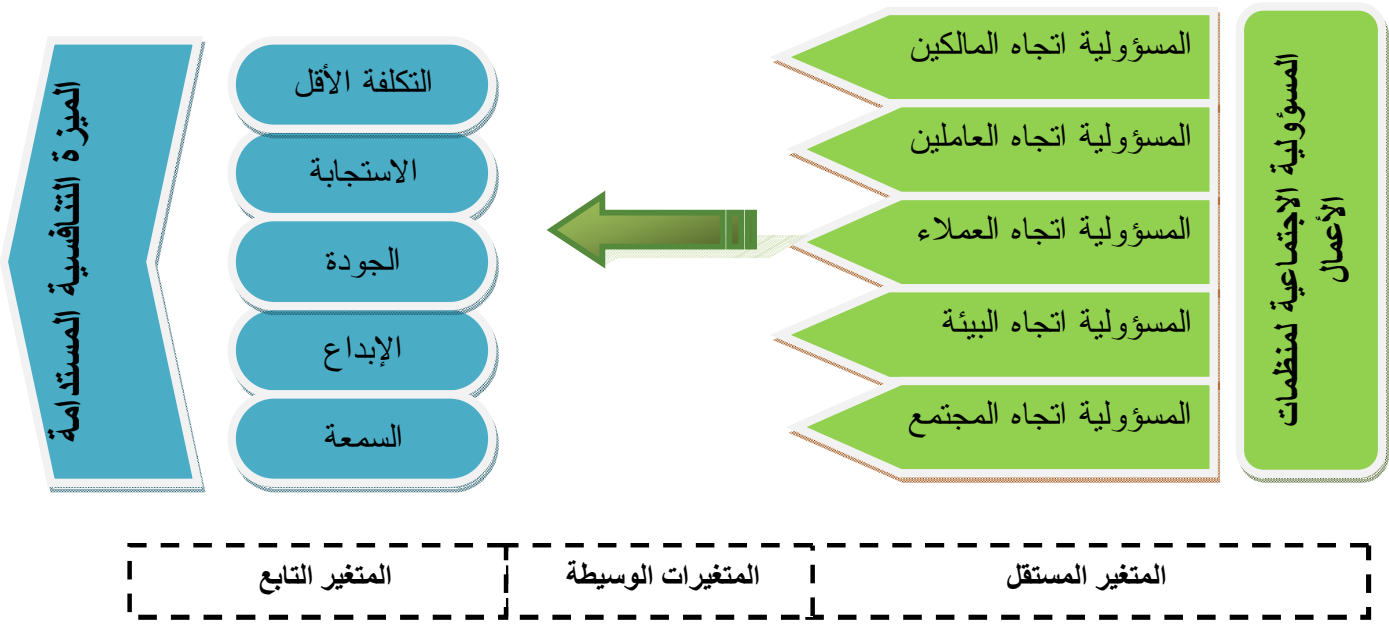 المسؤولية الاجتماعية لمنظمات
الأعمال
المسؤولية اتجاه المالكين
المسؤولية اتجاه العاملين
المسؤولية اتجاه العملاء
المسؤولية اتجاه البيئة
المسؤولية اتجاه المجتمع
التكلفة الأقل
الاستجابة
الجودة
الإبداع
السمعة
الميزة التنافسية المستدامة
المتغير المستقل
المتغيرات الوسيطة
المتغير التابع